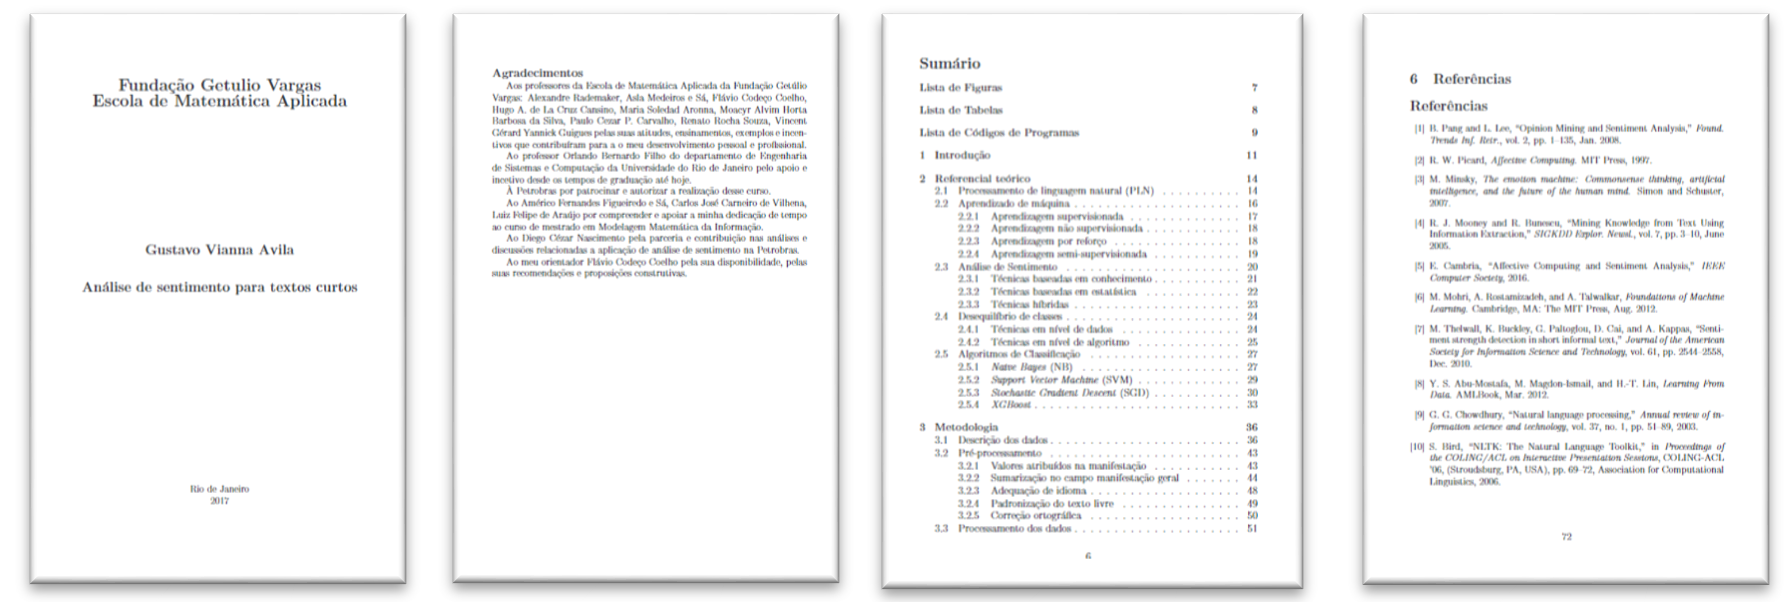 Fundação Getulio Vargas
Escola de Matemática Aplicada
Gustavo Vianna Avila
Análise de sentimento para textos curtos
Rio de Janeiro
2017
Agradecimentos
Aos professores da Escola de Matemática Aplicada da Fundação Getúlio
Vargas: Alexandre Rademaker, Asla Medeiros e Sá, Flávio Codeço Coelho,
Hugo A. de La Cruz Cansino, Maria Soledad Aronna, Moacyr Alvim Horta
Barbosa da Silva, Paulo Cezar P. Carvalho, Renato Rocha Souza, Vincent
Gérard Yannick Guigues pelas suas atitudes, ensinamentos, exemplos e incen-
tivos que contribuíram para a o meu desenvolvimento pessoal e profissional.
Ao professor Orlando Bernardo Filho do departamento de Engenharia
de Sistemas e Computação da Universidade do Rio de Janeiro pelo apoio e
incetivo desde os tempos de graduação até hoje.
À Petrobras por patrocinar e autorizar a realização desse curso.
Ao Américo Fernandes Figueiredo e Sá, Carlos José Carneiro de Vilhena,
Luiz Felipe de Araújo por compreender e apoiar a minha dedicação de tempo
ao curso de mestrado em Modelagem Matemática da Informação.
Ao Diego César Nascimento pela parceria e contribuição nas análises e
discussões relacionadas a aplicação de análise de sentimento na Petrobras.
Ao meu orientador Flávio Codeço Coelho pela sua disponibilidade, pelas
suas recomendações e proposições construtivas.
Sumário
Lista de Figuras 7
Lista de Tabelas 8
Lista de Códigos de Programas 9
1 Introdução 11
2 Referencial teórico 14
2.1 Processamento de linguagem natural (PLN) . . . . . . . . . . 14
2.2 Aprendizado de máquina . . . . . . . . . . 16
2.2.1 Aprendizagem supervisionada . . . . . . . . . . 17
2.2.2 Aprendizagem não supervisionada . . . . . . . . . . 18
2.2.3 Aprendizagem por reforço . . . . . . . . . . 18
2.2.4 Aprendizagem semi-supervisionada . . . . . . . . . . 19
2.3 Análise de Sentimento . . . . . . . . . . 20
2.3.1 Técnicas baseadas em conhecimento . . . . . . . . . . 21
2.3.2 Técnicas baseadas em estatística . . . . . . . . . . 22
2.3.3 Técnicas híbridas . . . . . . . . . . 23
2.4 Desequilíbrio de classes . . . . . . . . . . 24
2.4.1 Técnicas em nível de dados . . . . . . . . . . 24
2.4.2 Técnicas em nível de algoritmo . . . . . . . . . . 25
2.5 Algoritmos de Classificação . . . . . . . . . . 27
2.5.1 Naive Bayes (NB) . . . . . . . . . . 27
2.5.2 Support Vector Machine (SVM) . . . . . . . . . . 29
2.5.3 Stochastic Gradient Descent (SGD) . . . . . . . . . . 30
2.5.4 XGBoost . . . . . . . . . . 33
3 Metodologia 36
3.1 Descrição dos dados . . . . . . . . . . 36
3.2 Pré-processamento . . . . . . . . . . 43
3.2.1 Valores atribuídos na manifestação . . . . . . . . . . 43
3.2.2 Sumarização no campo manifestação geral . . . . . . . 44
3.2.3 Adequação de idioma . . . . . . . . . . 48
3.2.4 Padronização do texto livre . . . . . . . . . . 49
3.2.5 Correção ortográfica . . . . . . . . . . 50
3.3 Processamento dos dados . . . . . . . . . . 51
6
6 Referências
Referências
[1] B. Pang and L. Lee, “Opinion Mining and Sentiment Analysis,” Found.
Trends Inf. Retr., vol. 2, pp. 1–135, Jan. 2008.
[2] R. W. Picard, Affective Computing. MIT Press, 1997.
[3] M. Minsky, The emotion machine: Commonsense thinking, artificial
intelligence, and the future of the human mind. Simon and Schuster,
2007.
[4] R. J. Mooney and R. Bunescu, “Mining Knowledge from Text Using
Information Extraction,” SIGKDD Explor. Newsl., vol. 7, pp. 3–10, June
2005.
[5] E. Cambria, “Affective Computing and Sentiment Analysis,” IEEE
Computer Society, 2016.
[6] M. Mohri, A. Rostamizadeh, and A. Talwalkar, Foundations of Machine
Learning. Cambridge, MA: The MIT Press, Aug. 2012.
[7] M. Thelwall, K. Buckley, G. Paltoglou, D. Cai, and A. Kappas, “Senti-
ment strength detection in short informal text,” Journal of the American
Society for Information Science and Technology, vol. 61, pp. 2544–2558,
Dec. 2010.
[8] Y. S. Abu-Mostafa, M. Magdon-Ismail, and H.-T. Lin, Learning From
Data. AMLBook, Mar. 2012.
[9] G. G. Chowdhury, “Natural language processing,” Annual review of in-
formation science and technology, vol. 37, no. 1, pp. 51–89, 2003.
[10] S. Bird, “NLTK: The Natural Language Toolkit,” in Proceedings of
the COLING/ACL on Interactive Presentation Sessions, COLING-ACL
’06, (Stroudsburg, PA, USA), pp. 69–72, Association for Computational
Linguistics, 2006.
72